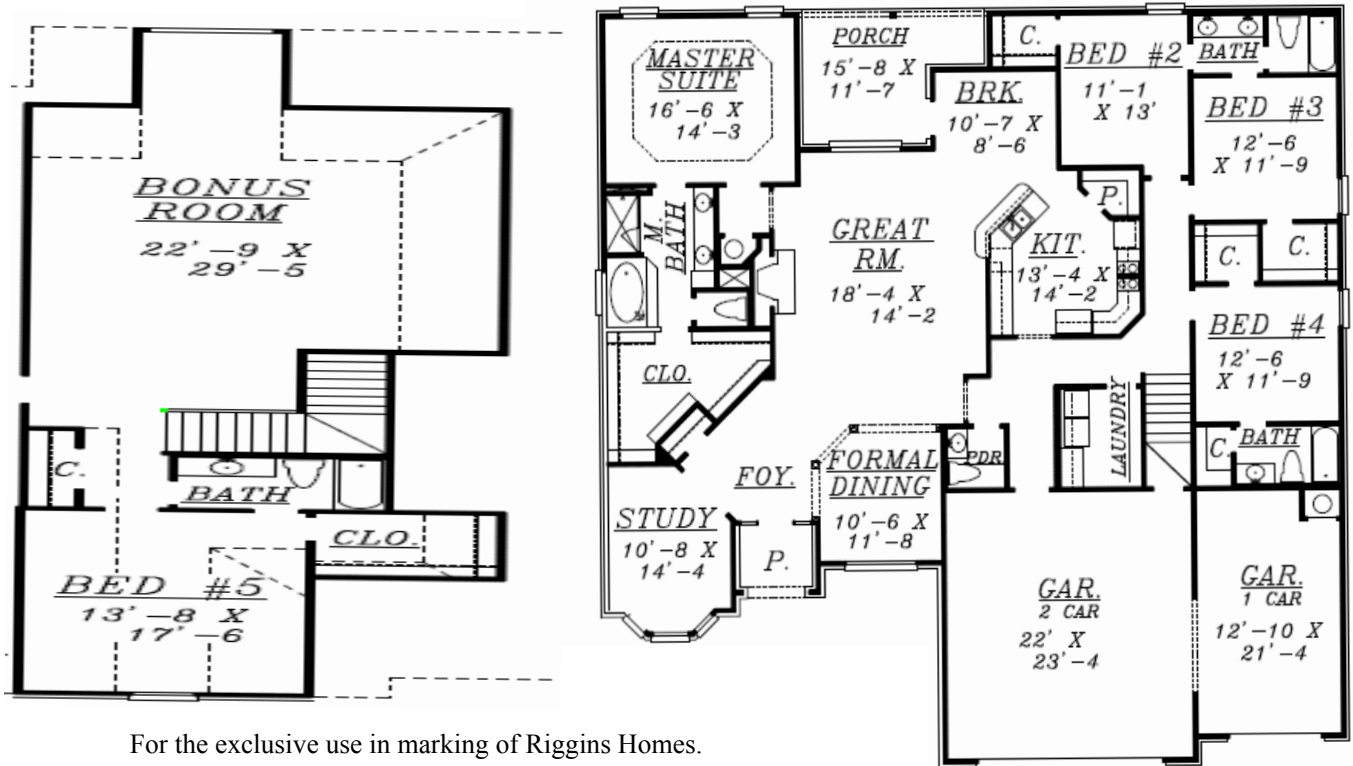 BONUS
ROOM
22'-9 X
29'-5
C.
BATH
CLO.
BED #5
13'-8 X
17'-6
MASTER
SUITE
16'-6 X
14'-3
PORCH
15'-8 X
11'-7
C.
BED #2
11'-1
X 13'
BATH
BRK.
10'-7 X
8'-6
BED #3
12'-6
X 11'-9
P.
M.
BATH
GREAT
RM.
18'-4 X
14'-2
KIT.
13'-4 X
14'-2
C.
C.
BED #4
12'-6
X 11'-9
CLO.
LAUNDRY
C.
BATH
PDR.
FOY.
FORMAL
DINING
10'-6 X
11'-8
STUDY
10'-8 X
14'-4
P.
GAR.
2 CAR
22' X
23'-4
GAR.
1 CAR
12'-10 X
21'-4
For the exclusive use in marking of Riggins Homes.